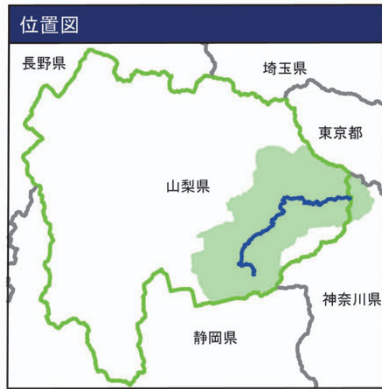 位置図
長野県
埼玉県
東京都
山梨県
神奈川県
静岡県